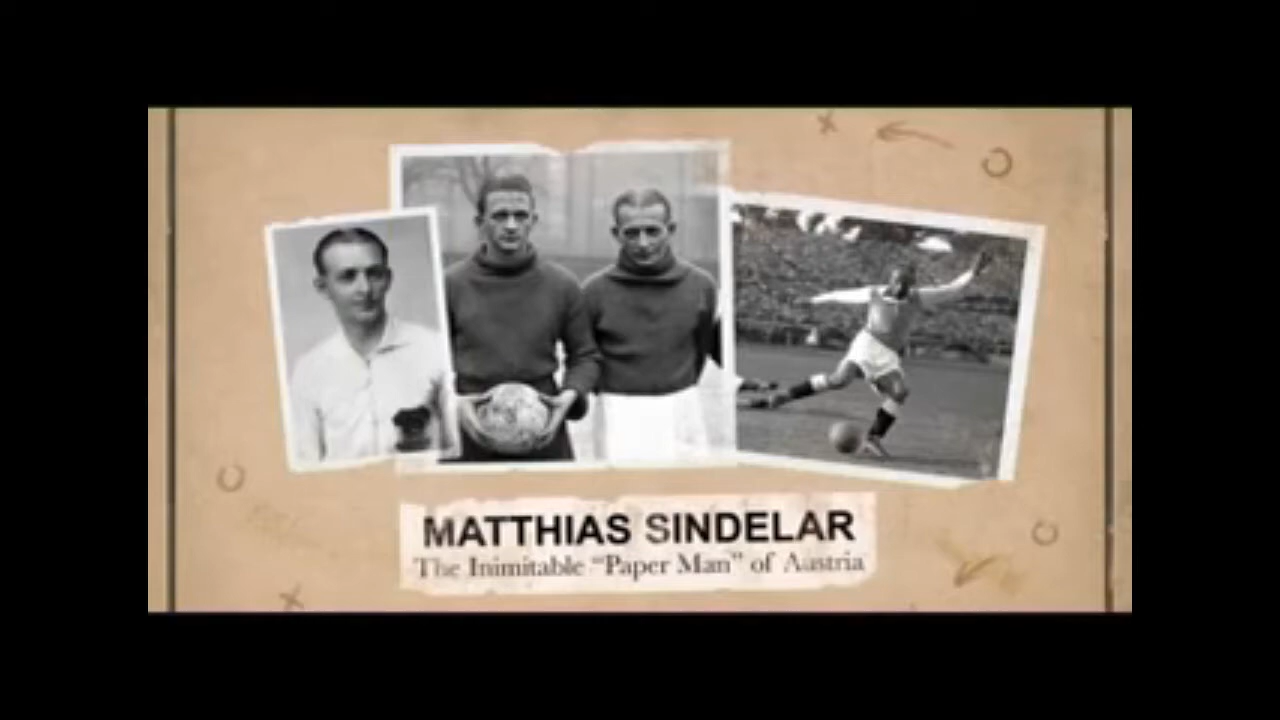 MATTHIAS SINDELAR
The Inimitable “Paper Man” of Austria